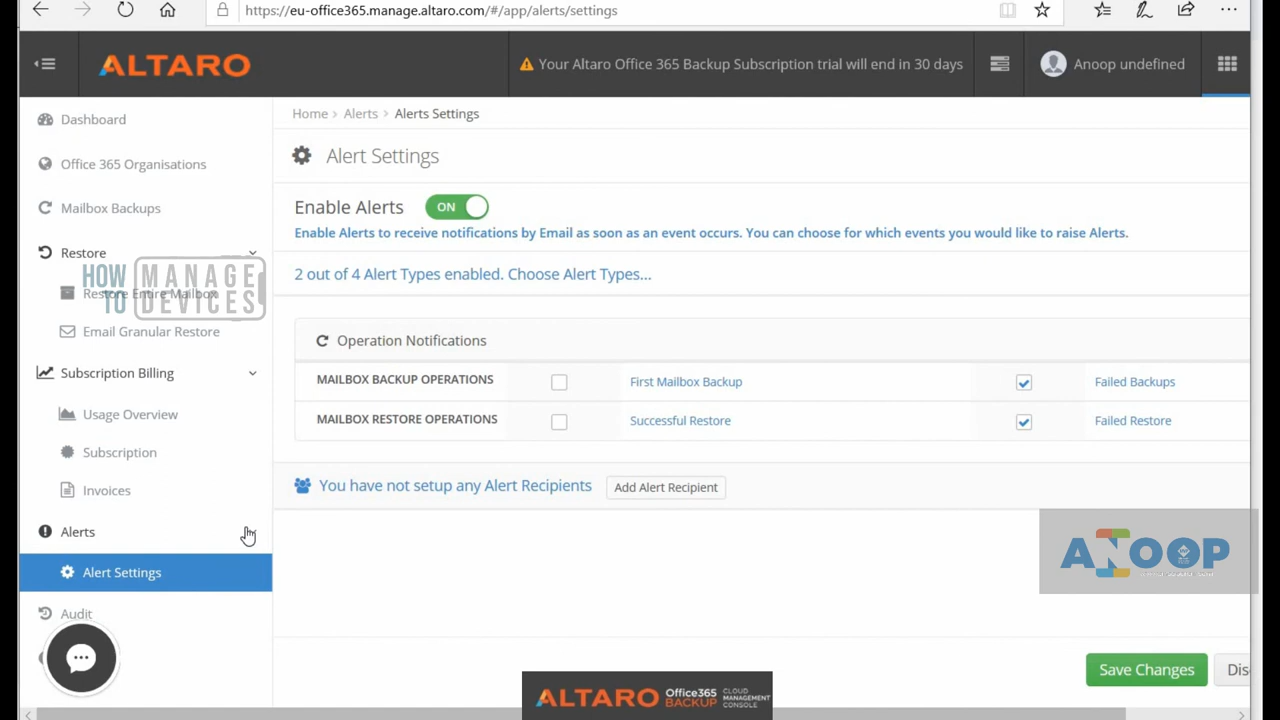 https://eu-office365.manage.altaro.com/#/app/alerts/settings
ALTARO
Your Altaro Office 365 Backup Subscription trial will end in 30 days
Anoop undefined
Dashboard
Office 365 Organisations
Mailbox Backups
Restore
Restore Entire Mailbox
Email Granular Restore
Subscription Billing
Usage Overview
Subscription
Invoices
Alerts
Alert Settings
Audit
HOW TO
MANAGE
DEVICES
Home > Alerts > Alerts Settings
Alert Settings
Enable Alerts ON
Enable Alerts to receive notifications by Email as soon as an event occurs. You can choose for which events you would like to raise Alerts.
2 out of 4 Alert Types enabled. Choose Alert Types...
Operation Notifications
MAILBOX BACKUP OPERATIONS First Mailbox Backup Failed Backups
MAILBOX RESTORE OPERATIONS Successful Restore Failed Restore
You have not setup any Alert Recipients Add Alert Recipient
ANOOP
Save Changes Dis
ALTARO Office365 BACKUP CLOUD MANAGEMENT CONSOLE